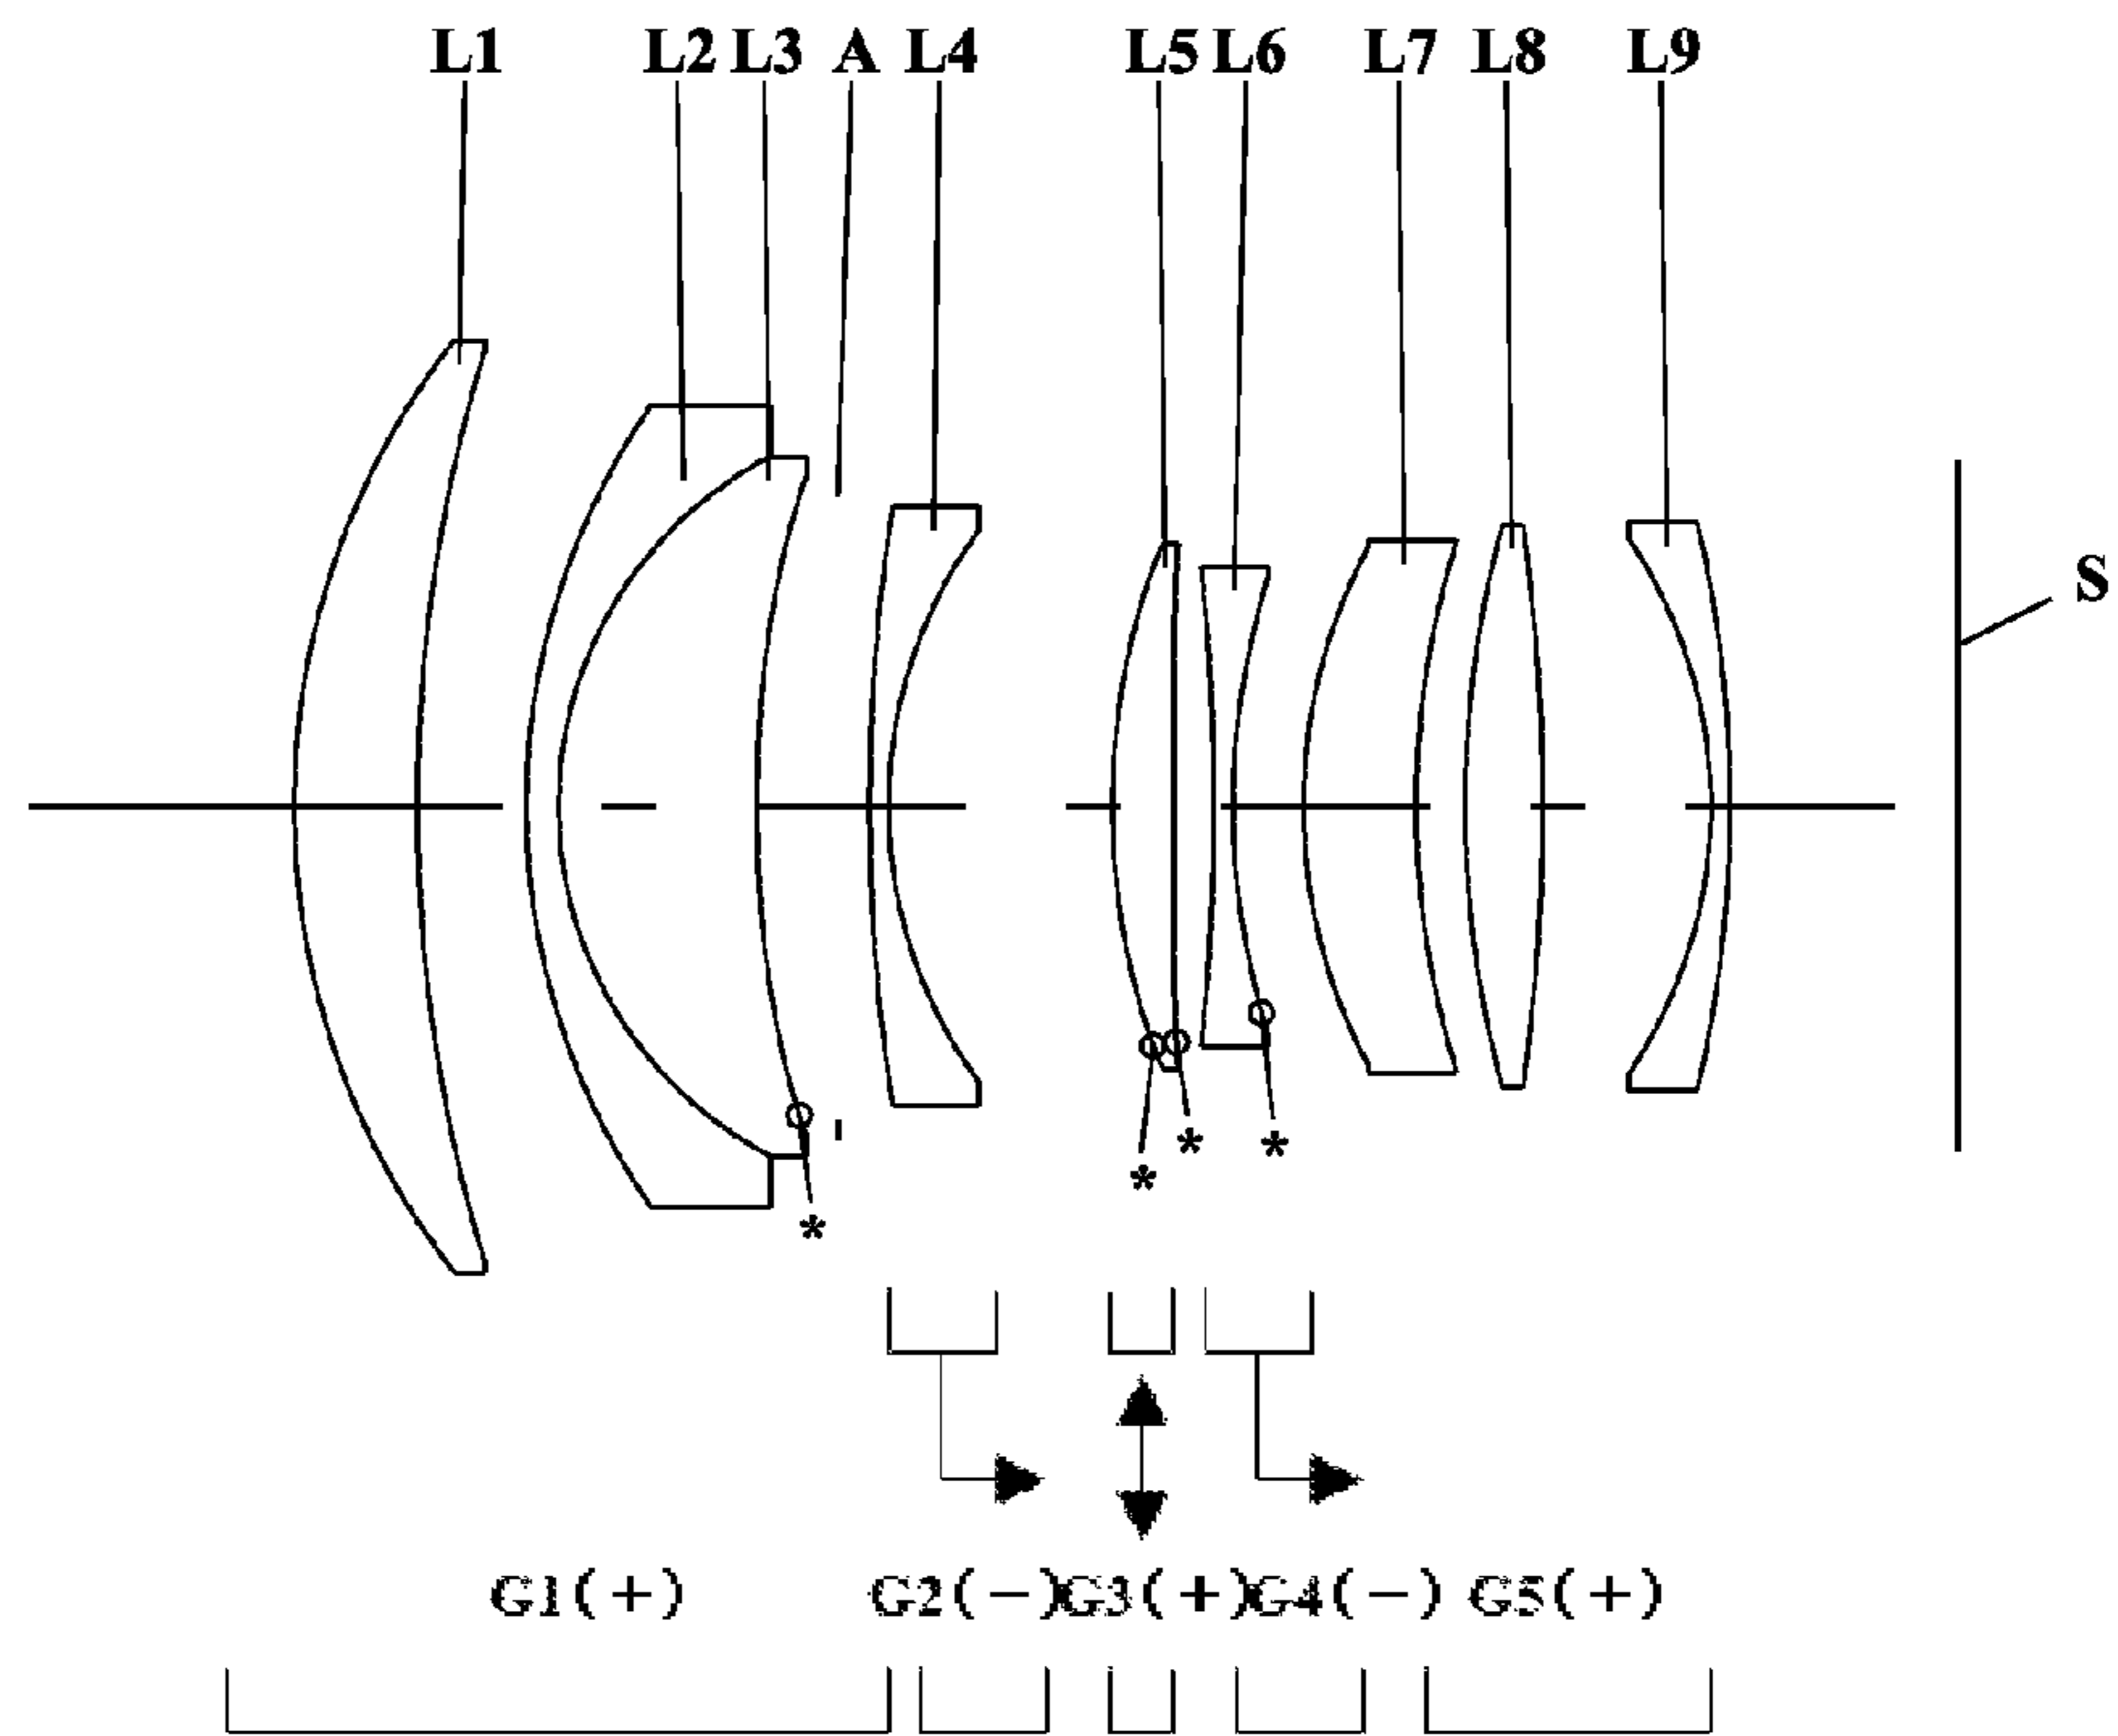 L1 L2 L3 A L4 L5 L6 L7 L8 L9
S
* *
*
*
G1(+) G2(-) G3(+) G4(-) G5(+)